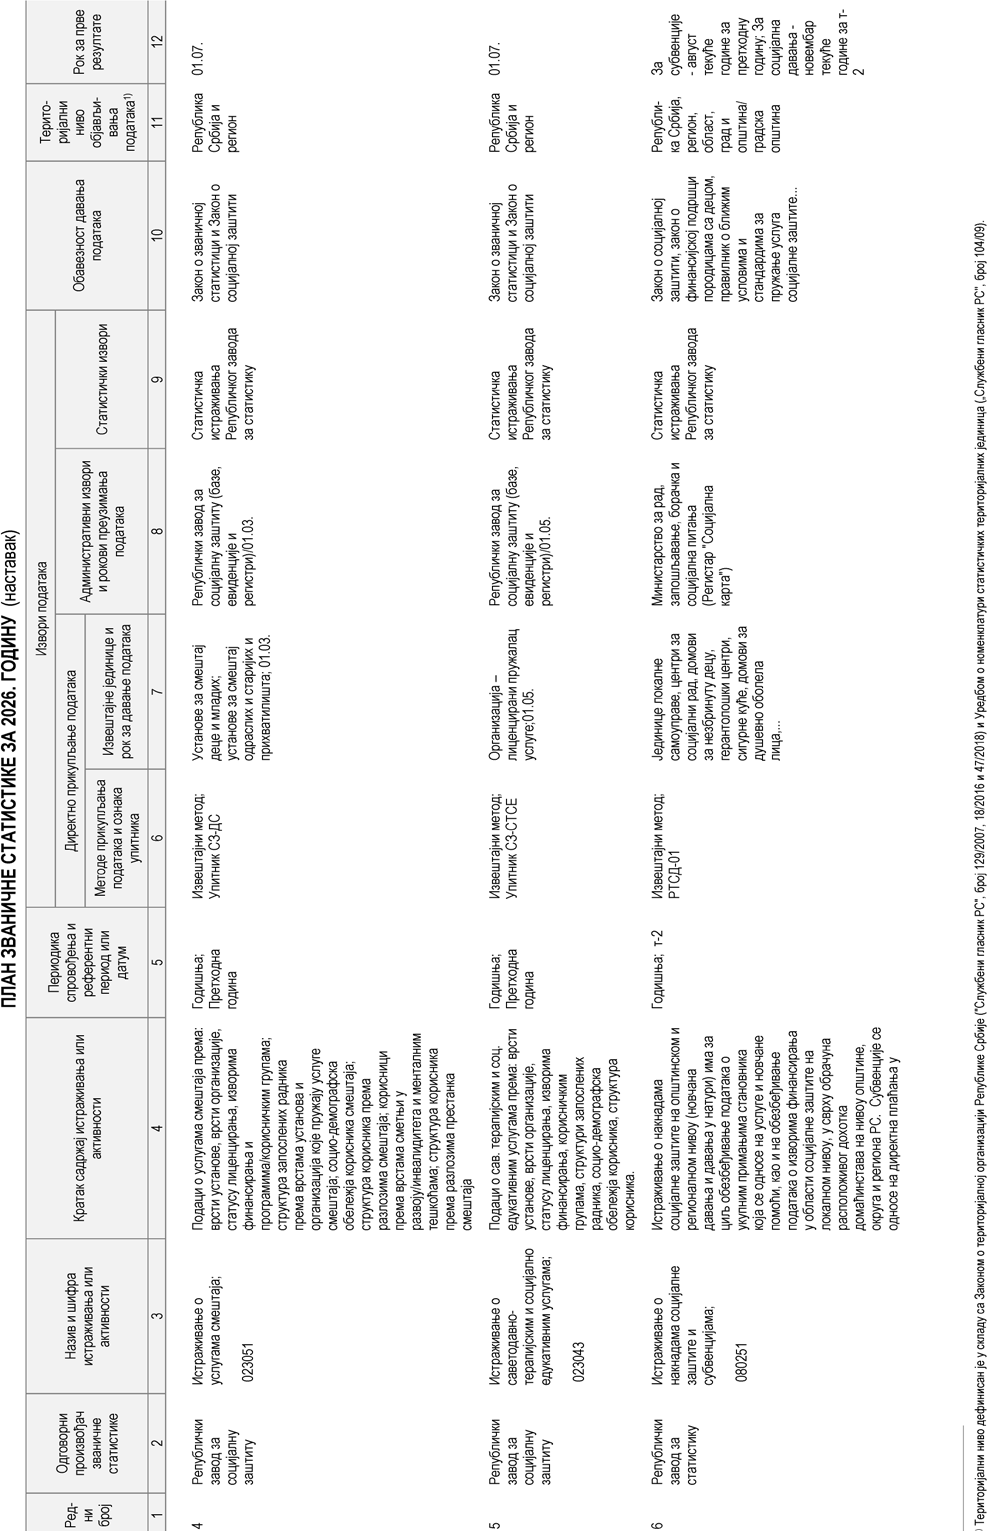 ПЛАН ЗВАНИЧНЕ СТАТИСТИКЕ ЗА 2026. ГОДИНУ (наставак)
Ред-
ни
број
Одговорни
произвођач
званичне
статистике
Назив и шифра
истраживања или
активности
Кратак садржај истраживања или
активности
Периодика
спровођења и
референтни
период или
датум
Извори података
Директно прикупљање података
Методе прикупљања
података и ознака
упитника
Извештајне јединице и
рок за давање података
Административни извори
и рокови преузимања
података
Статистички извори
Обавезност давања
података
Терито-
ријални
ниво
објављи-
вања
података1)
Рок за прве
резултате
1 2 3 4 5 6 7 8 9 10 11 12
4
Републички
завод за
социјалну
заштиту
Истраживање о
услугама смештаја;
023051
Подаци о услугама смештаја према:
врсти установе, врсти организације,
статусу лиценцирања, изворима
финансирања и
програмима/корисничким групама;
структура запослених радника
према врстама установа и
организација које пружају услуге
смештаја; социо-демографска
обележја корисника смештаја;
структура корисника према
разлозима смештаја; корисници
према врстама сметњи у
развоју/инвалидитета и менталним
тешкоћама; структура корисника
према разлозима престанка
смештаја
Годишња;
Претходна
година
Извештајни метод;
Упитник СЗ-ДС
Установе за смештај
деце и младих;
установе за смештај
одраслих и старијих и
прихватилишта; 01.03.
Републички завод за
социјалну заштиту (базе,
евиденције и
регистри)/01.03.
Статистичка
истраживања
Републичког завода
за статистику
Закон о званичној
статистици и Закон о
социјалној заштити
Република
Србија и
регион
01.07.
5
Републички
завод за
социјалну
заштиту
Истраживање о
саветодавно-
терапијским и социјално
едукативним услугама;
023043
Подаци о сав. терапијским и соц.
едукативним услугама према: врсти
установе, врсти организације,
статусу лиценцирања, изворима
финансирања, корисничким
групама, структури запослених
радника, социо-демографска
обележја корисника, структура
корисника.
Годишња;
Претходна
година
Извештајни метод;
Упитник СЗ-СТСЕ
Организација –
лиценцирани пружалац
услуге;01.05.
Републички завод за
социјалну заштиту (базе,
евиденције и
регистри)/01.05.
Статистичка
истраживања
Републичког завода
за статистику
Закон о званичној
статистици и Закон о
социјалној заштити
Република
Србија и
регион
01.07.
6
Републички
завод за
статистику
Истраживање о
накнадама социјалне
заштите и
субвенцијама;
080251
Истраживање о накнадама
социјалне заштите на општинском и
регионалном нивоу (новчана
давања и давања у натури) има за
циљ обезбеђивање података о
укупним примањима становника
која се односе на услуге и новчане
помоћи, као и на обезбеђивање
података о изворима финансирања
у области социјалне заштите на
локалном нивоу, у сврху обрачуна
расположивог дохотка
домаћинстава на нивоу општине,
округа и региона РС. Субвенције се
односе на директна плаћања у
Годишња; т-2
Извештајни метод;
РТСД-01
Јединице локалне
самоуправе, центри за
социјални рад, домови
за незбринуту децу,
герантолошки центри,
сигурне куће, домови за
душевно оболела
лица,...
Министарство за рад,
запошљавање, борачка и
социјална питања
(Регистар "Социјална
карта")
Статистичка
истраживања
Републичког завода
за статистику
Закон о социјалној
заштити, закон о
финансијској подршци
породицама са децом,
правилник о ближим
условима и
стандардима за
пружање услуга
социјалне заштите...
Републи-
ка Србија,
регион,
област,
град и
општина/
градска
општина
За
субвенције
- август
текуће
године за
претходну
годину; За
социјална
давања -
новембар
текуће
године за т-
2
) Територијални ниво дефинисан је у складу са Законом о територијалној организацији Републике Србије ("Службени гласник РС", број 129/2007, 18/2016 и 47/2018) и Уредбом о номенклатури статистичких територијалних јединица („Службени гласник РС", број 104/09).